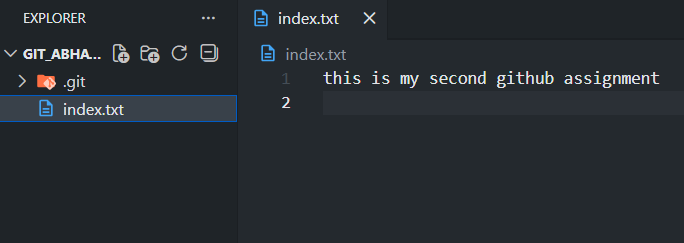 EXPLORER
GIT_ABHA...
.git
index.txt
index.txt
index.txt
1 this is my second github assignment
2